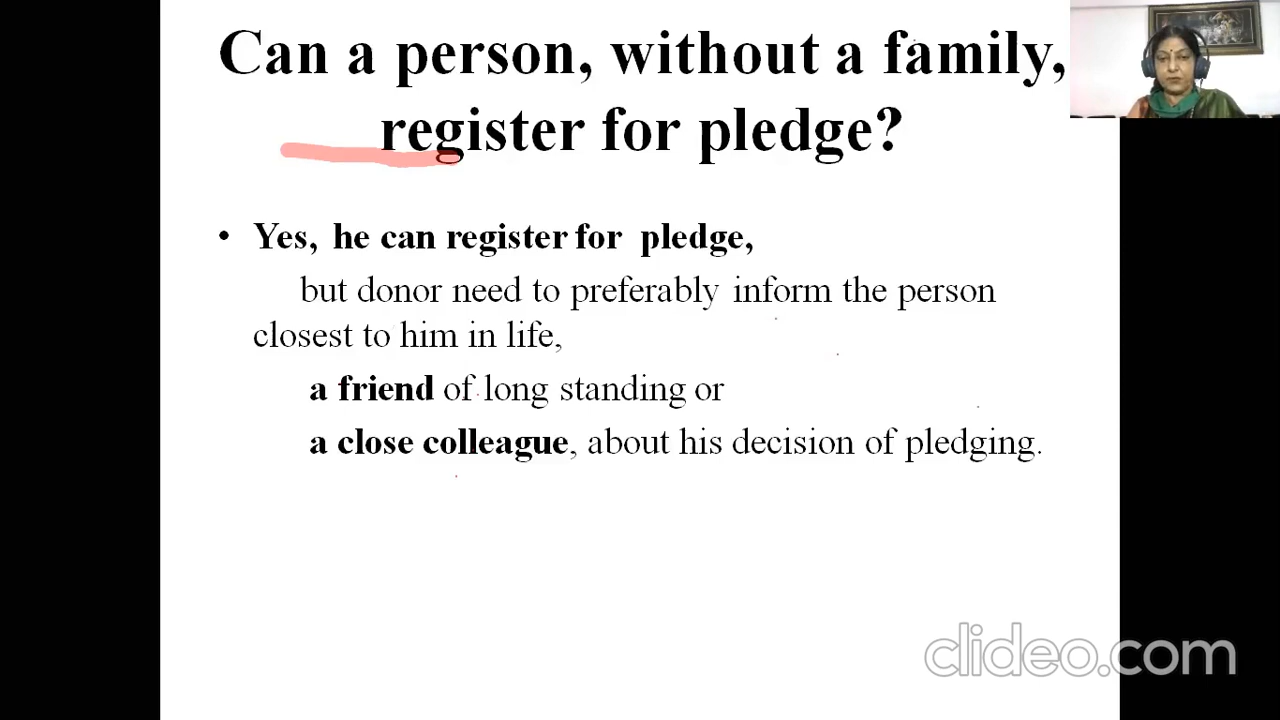 Can a person, without a family,
register for pledge?
• Yes, he can register for pledge,
but donor need to preferably inform the person
closest to him in life,
a friend of long standing or
a close colleague, about his decision of pledging.
clideo.com